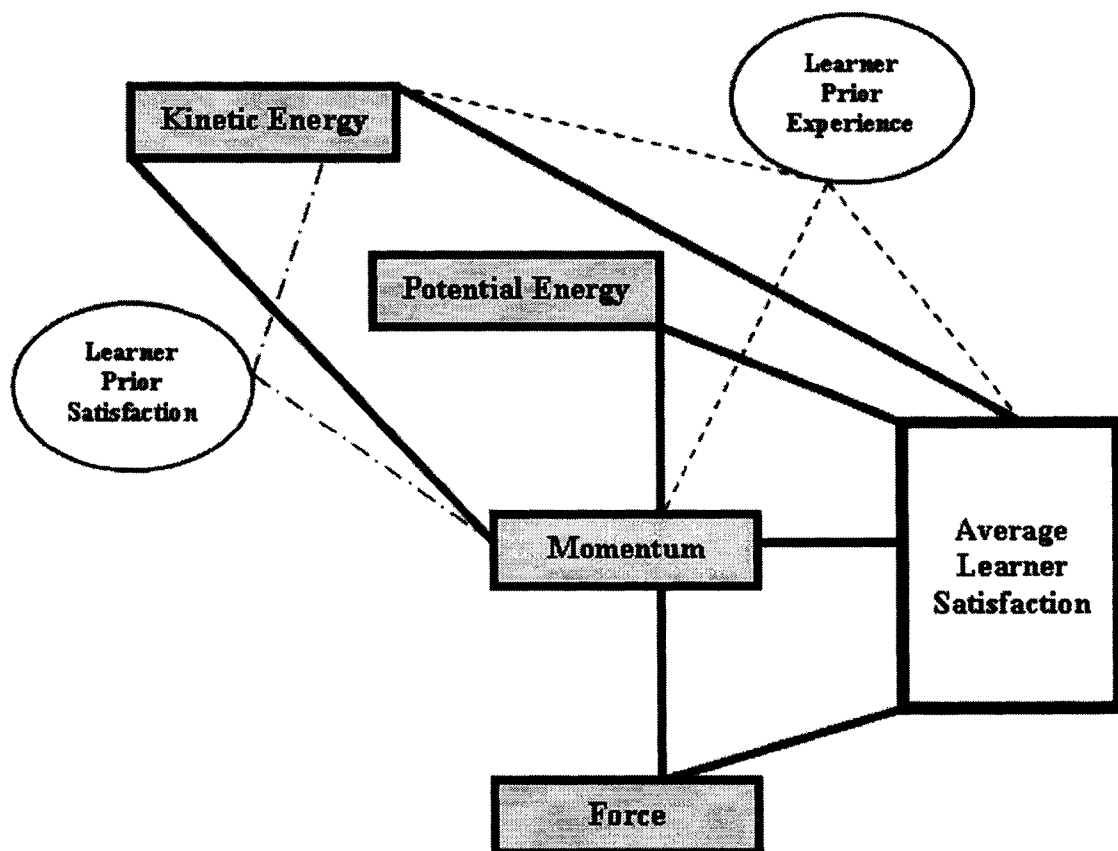 Learner
Prior
Experience
Kinetic Energy
Potential Energy
Learner
Prior
Satisfaction
Momentum
Average
Learner
Satisfaction
Force